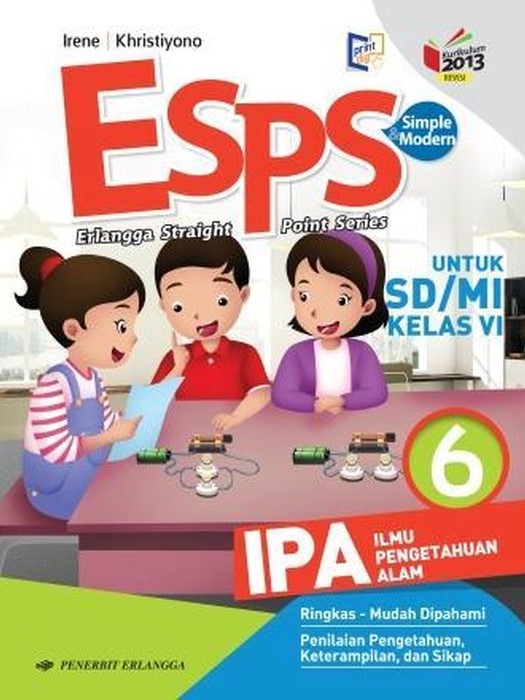 Irene | Khristiyono
print
Kurikulum
2013
REVISI
ESPS
Simple
& Modern
Erlangga Straight Point Series
UNTUK
SD/MI
KELAS VI
6
IPA
ILMU
PENGETAHUAN
ALAM
Ringkas - Mudah Dipahami
Penilaian Pengetahuan,
Keterampilan, dan Sikap
PENERBIT ERLANGGA